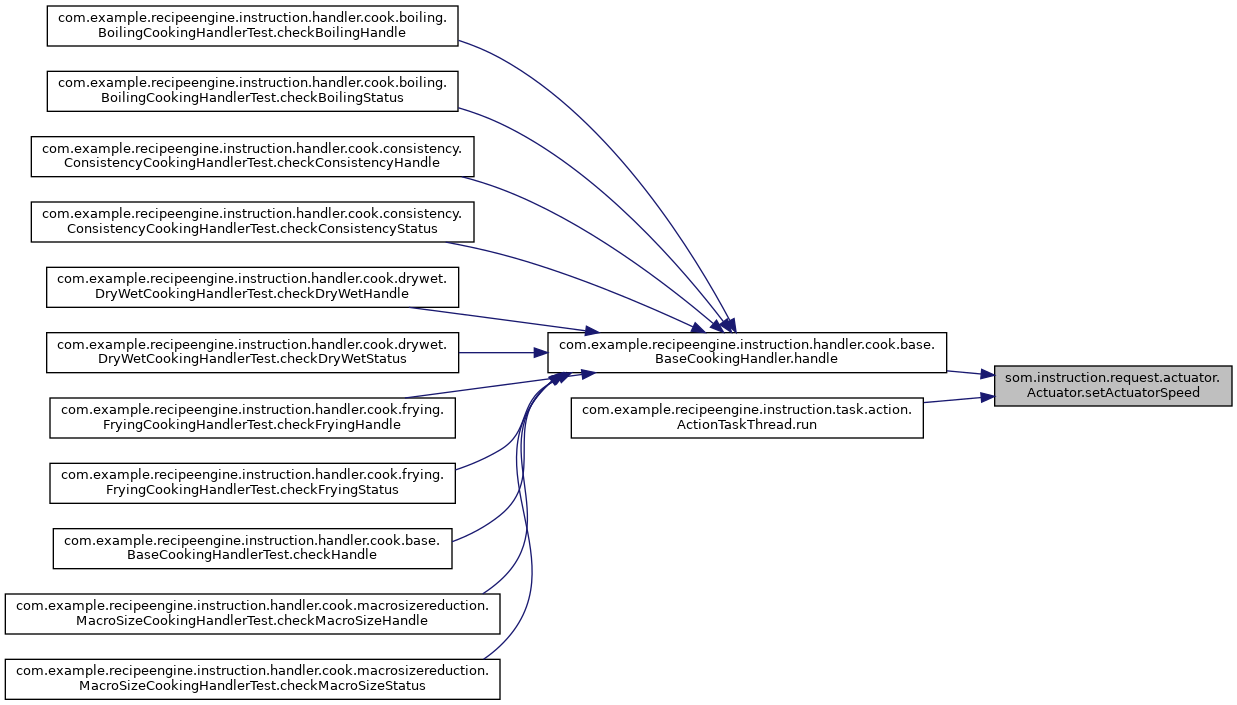 com.example.recipeengine.instruction.handler.cook.boiling.
BoilingCookingHandlerTest.checkBoilingHandle
com.example.recipeengine.instruction.handler.cook.boiling.
BoilingCookingHandlerTest.checkBoilingStatus
com.example.recipeengine.instruction.handler.cook.consistency.
ConsistencyCookingHandlerTest.checkConsistencyHandle
com.example.recipeengine.instruction.handler.cook.consistency.
ConsistencyCookingHandlerTest.checkConsistencyStatus
com.example.recipeengine.instruction.handler.cook.drywet.
DryWetCookingHandlerTest.checkDryWetHandle
com.example.recipeengine.instruction.handler.cook.drywet.
DryWetCookingHandlerTest.checkDryWetStatus
com.example.recipeengine.instruction.handler.cook.frying.
FryingCookingHandlerTest.checkFryingHandle
com.example.recipeengine.instruction.handler.cook.frying.
FryingCookingHandlerTest.checkFryingStatus
com.example.recipeengine.instruction.handler.cook.base.
BaseCookingHandlerTest.checkHandle
com.example.recipeengine.instruction.handler.cook.macrosizereduction.
MacroSizeCookingHandlerTest.checkMacroSizeHandle
com.example.recipeengine.instruction.handler.cook.macrosizereduction.
MacroSizeCookingHandlerTest.checkMacroSizeStatus
com.example.recipeengine.instruction.handler.cook.base.
BaseCookingHandler.handle
com.example.recipeengine.instruction.task.action.
ActionTaskThread.run
som.instruction.request.actuator.
Actuator.setActuatorSpeed